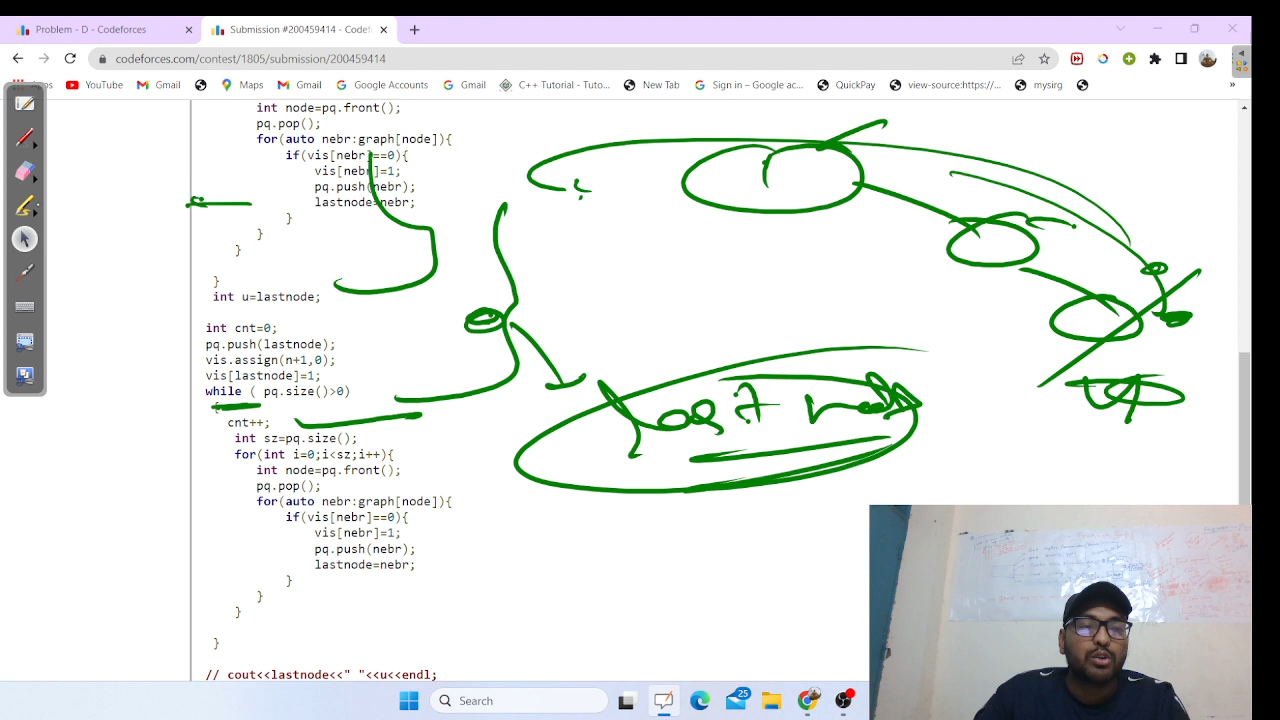 Problem - D - Codeforces
Submission #200459414 - Codef
codeforces.com/contest/1805/submission/200459414
Apps YouTube Gmail Maps Gmail Google Accounts Gmail C++ Tutorial - Tuto... New Tab Sign in – Google ac... QuickPay view-source:https://... mysirg »
int node=pq.front();
pq.pop();
for(auto nebr:graph[node]){
if(vis[nebr]==0){
vis[nebr]=1;
pq.push(nebr);
lastnode=nebr;
}
}
}
}
int u=lastnode;
int cnt=0;
pq.push(lastnode);
vis.assign(n+1,0);
vis[lastnode]=1;
while ( pq.size()>0)
{
cnt++;
int sz=pq.size();
for(int i=0;i<sz;i++){
int node=pq.front();
pq.pop();
for(auto nebr:graph[node]){
if(vis[nebr]==0){
vis[nebr]=1;
pq.push(nebr);
lastnode=nebr;
}
}
}
}
// cout<<lastnode<<" "<<u<<endl;
Search
25